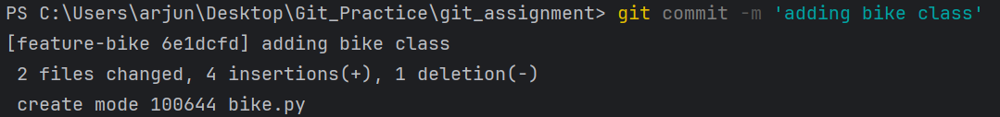 PS C:\Users\arjun\Desktop\Git_Practice\git_assignment> git commit -m 'adding bike class'
[feature-bike 6e1dcfd] adding bike class
 2 files changed, 4 insertions(+), 1 deletion(-)
 create mode 100644 bike.py